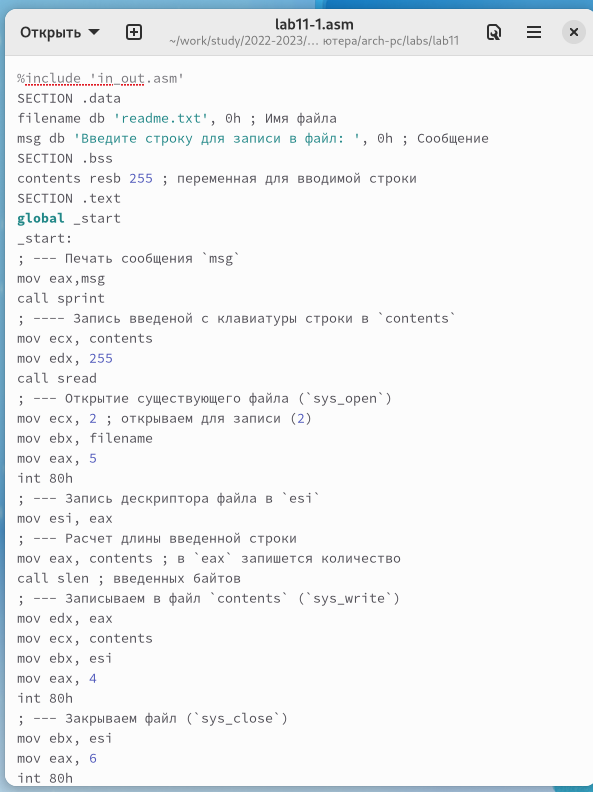 Открыть
lab11-1.asm
~/work/study/2022-2023/... ютера/arch-pc/labs/lab11
%include 'in_out.asm'
SECTION .data
filename db 'readme.txt', 0h ; Имя файла
msg db 'Введите строку для записи в файл: ', 0h ; Сообщение
SECTION .bss
contents resb 255 ; переменная для вводимой строки
SECTION .text
global _start
_start:
; --- Печать сообщения `msg`
mov eax,msg
call sprint
; ---- Запись введеной с клавиатуры строки в `contents`
mov ecx, contents
mov edx, 255
call sread
; --- Открытие существующего файла (`sys_open`)
mov ecx, 2 ; открываем для записи (2)
mov ebx, filename
mov eax, 5
int 80h
; --- Запись дескриптора файла в `esi`
mov esi, eax
; --- Расчет длины введенной строки
mov eax, contents ; в `eax` запишется количество
call slen ; введенных байтов
; --- Записываем в файл `contents` (`sys_write`)
mov edx, eax
mov ecx, contents
mov ebx, esi
mov eax, 4
int 80h
; --- Закрываем файл (`sys_close`)
mov ebx, esi
mov eax, 6
int 80h